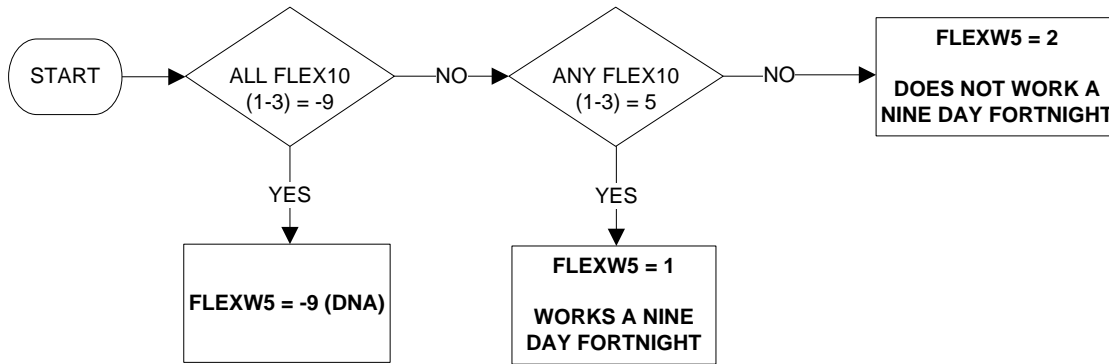 START
ALL FLEX10
(1-3) = -9
NO
ANY FLEX10
(1-3) = 5
NO
FLEXW5 = 2
DOES NOT WORK A
NINE DAY FORTNIGHT
YES
YES
FLEXW5 = -9 (DNA)
FLEXW5 = 1
WORKS A NINE
DAY FORTNIGHT